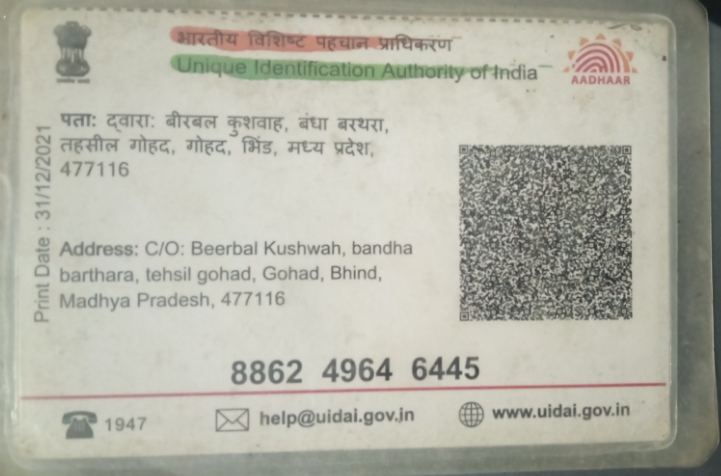 भारतीय विशिष्ट पहचान प्राधिकरण
Unique Identification Authority of India
AADHAAR
पता: द्वारा: बीरबल कुशवाह, बंधा बरथरा,
तहसील गोहद, गोहद, भिंड, मध्य प्रदेश,
477116
Print Date : 31/12/2021
Address: C/O: Beerbal Kushwah, bandha
barthara, tehsil gohad, Gohad, Bhind,
Madhya Pradesh, 477116
8862 4964 6445
1947
help@uidai.gov.in
www.uidai.gov.in